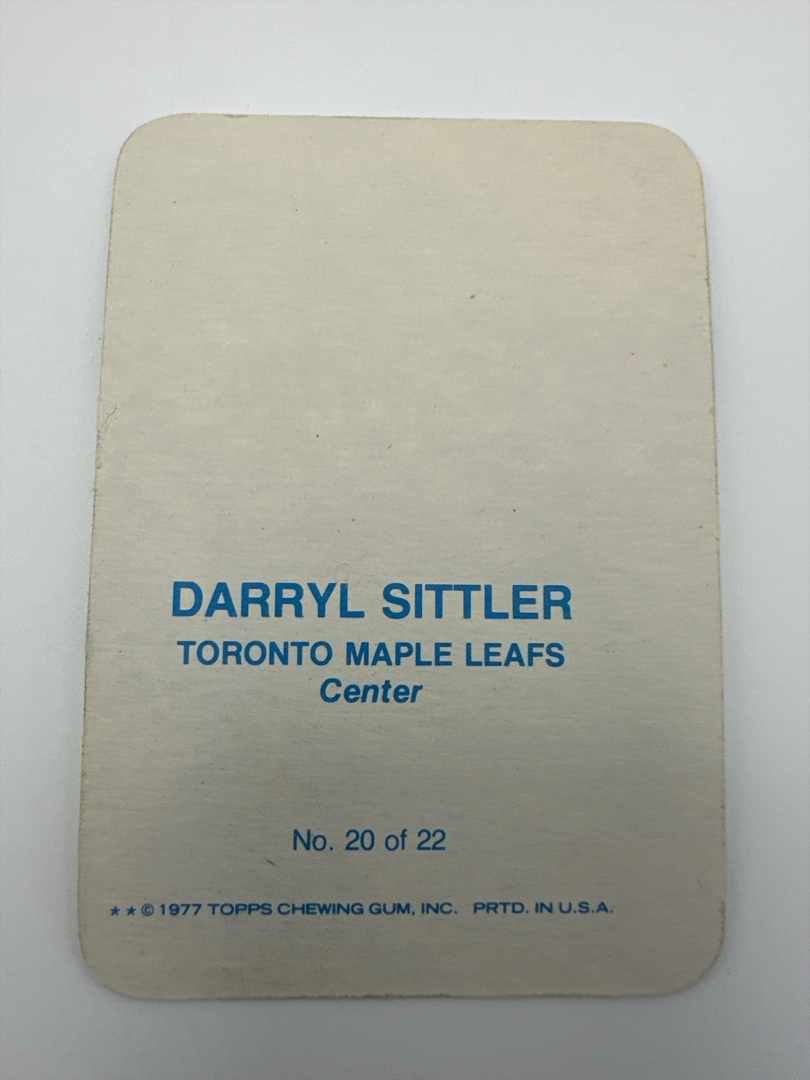 DARRYL SITTLER
TORONTO MAPLE LEAFS
Center
No. 20 of 22
★ ★ © 1977 TOPPS CHEWING GUM, INC. PRTD. IN U.S.A.